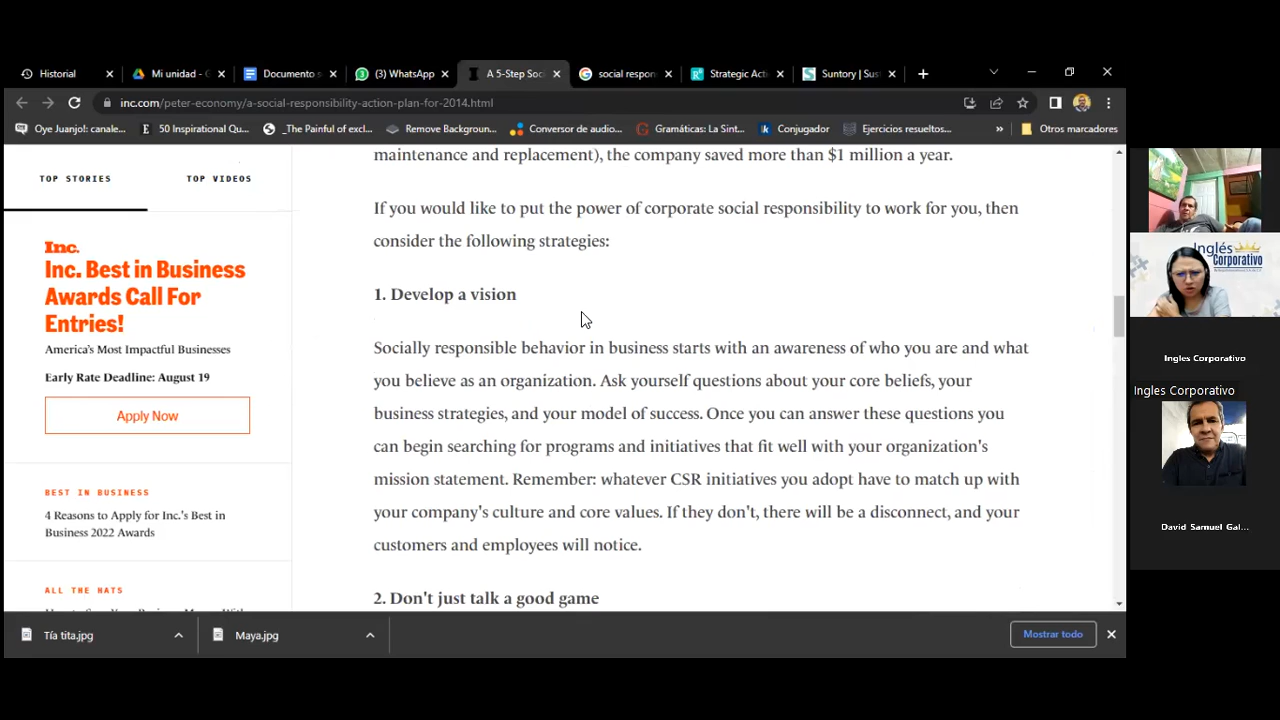 Historial
Mi unidad - G
Documento s
(3) WhatsApp
A 5-Step Soc
social respon
Strategic Acti
Suntory | Sus
inc.com/peter-economy/a-social-responsibility-action-plan-for-2014.html
Oye Juanjo!: canale...
50 Inspirational Qu...
_The Painful of excl...
Remove Backgroun...
Conversor de audio...
Gramáticas: La Sint...
Conjugador
Ejercicios resueltos...
»
Otros marcadores
TOP STORIES
TOP VIDEOS
Inc.
Inc. Best in Business
Awards Call For
Entries!
America's Most Impactful Businesses
Early Rate Deadline: August 19
Apply Now
BEST IN BUSINESS
4 Reasons to Apply for Inc.'s Best in
Business 2022 Awards
ALL THE HATS
maintenance and replacement), the company saved more than $1 million a year.
If you would like to put the power of corporate social responsibility to work for you, then
consider the following strategies:
1. Develop a vision
Socially responsible behavior in business starts with an awareness of who you are and what
you believe as an organization. Ask yourself questions about your core beliefs, your
business strategies, and your model of success. Once you can answer these questions you
can begin searching for programs and initiatives that fit well with your organization's
mission statement. Remember: whatever CSR initiatives you adopt have to match up with
your company's culture and core values. If they don't, there will be a disconnect, and your
customers and employees will notice.
2. Don't just talk a good game
Tía tita.jpg
Maya.jpg
Mostrar todo
Inglés
Corporativo
Ingles Corporativo
Ingles Corporativo
David Samuel Gal...